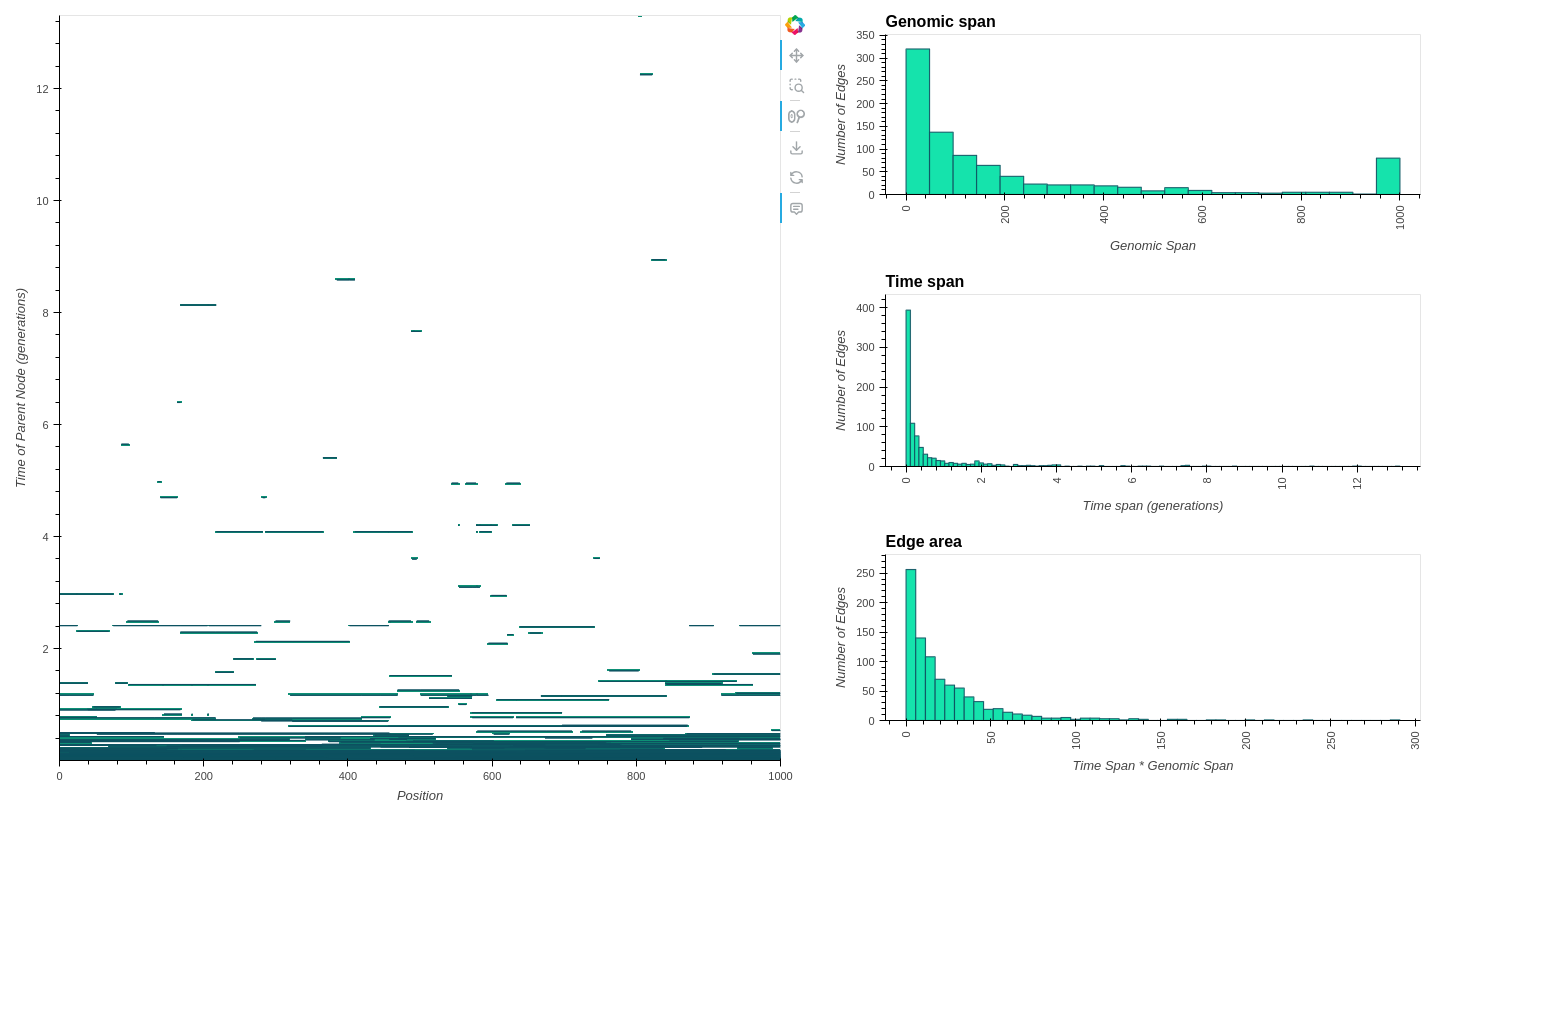 12
10
8
6
4
2
Time of Parent Node (generations)
0 200 400 600 800 1000
Position
Genomic span
350
300
250
200
150
100
50
0
Number of Edges
0 200 400 600 800 1000
Genomic Span
Time span
400
300
200
100
0
Number of Edges
0 2 4 6 8 10 12
Time span (generations)
Edge area
250
200
150
100
50
0
Number of Edges
0 50 100 150 200 250 300
Time Span * Genomic Span